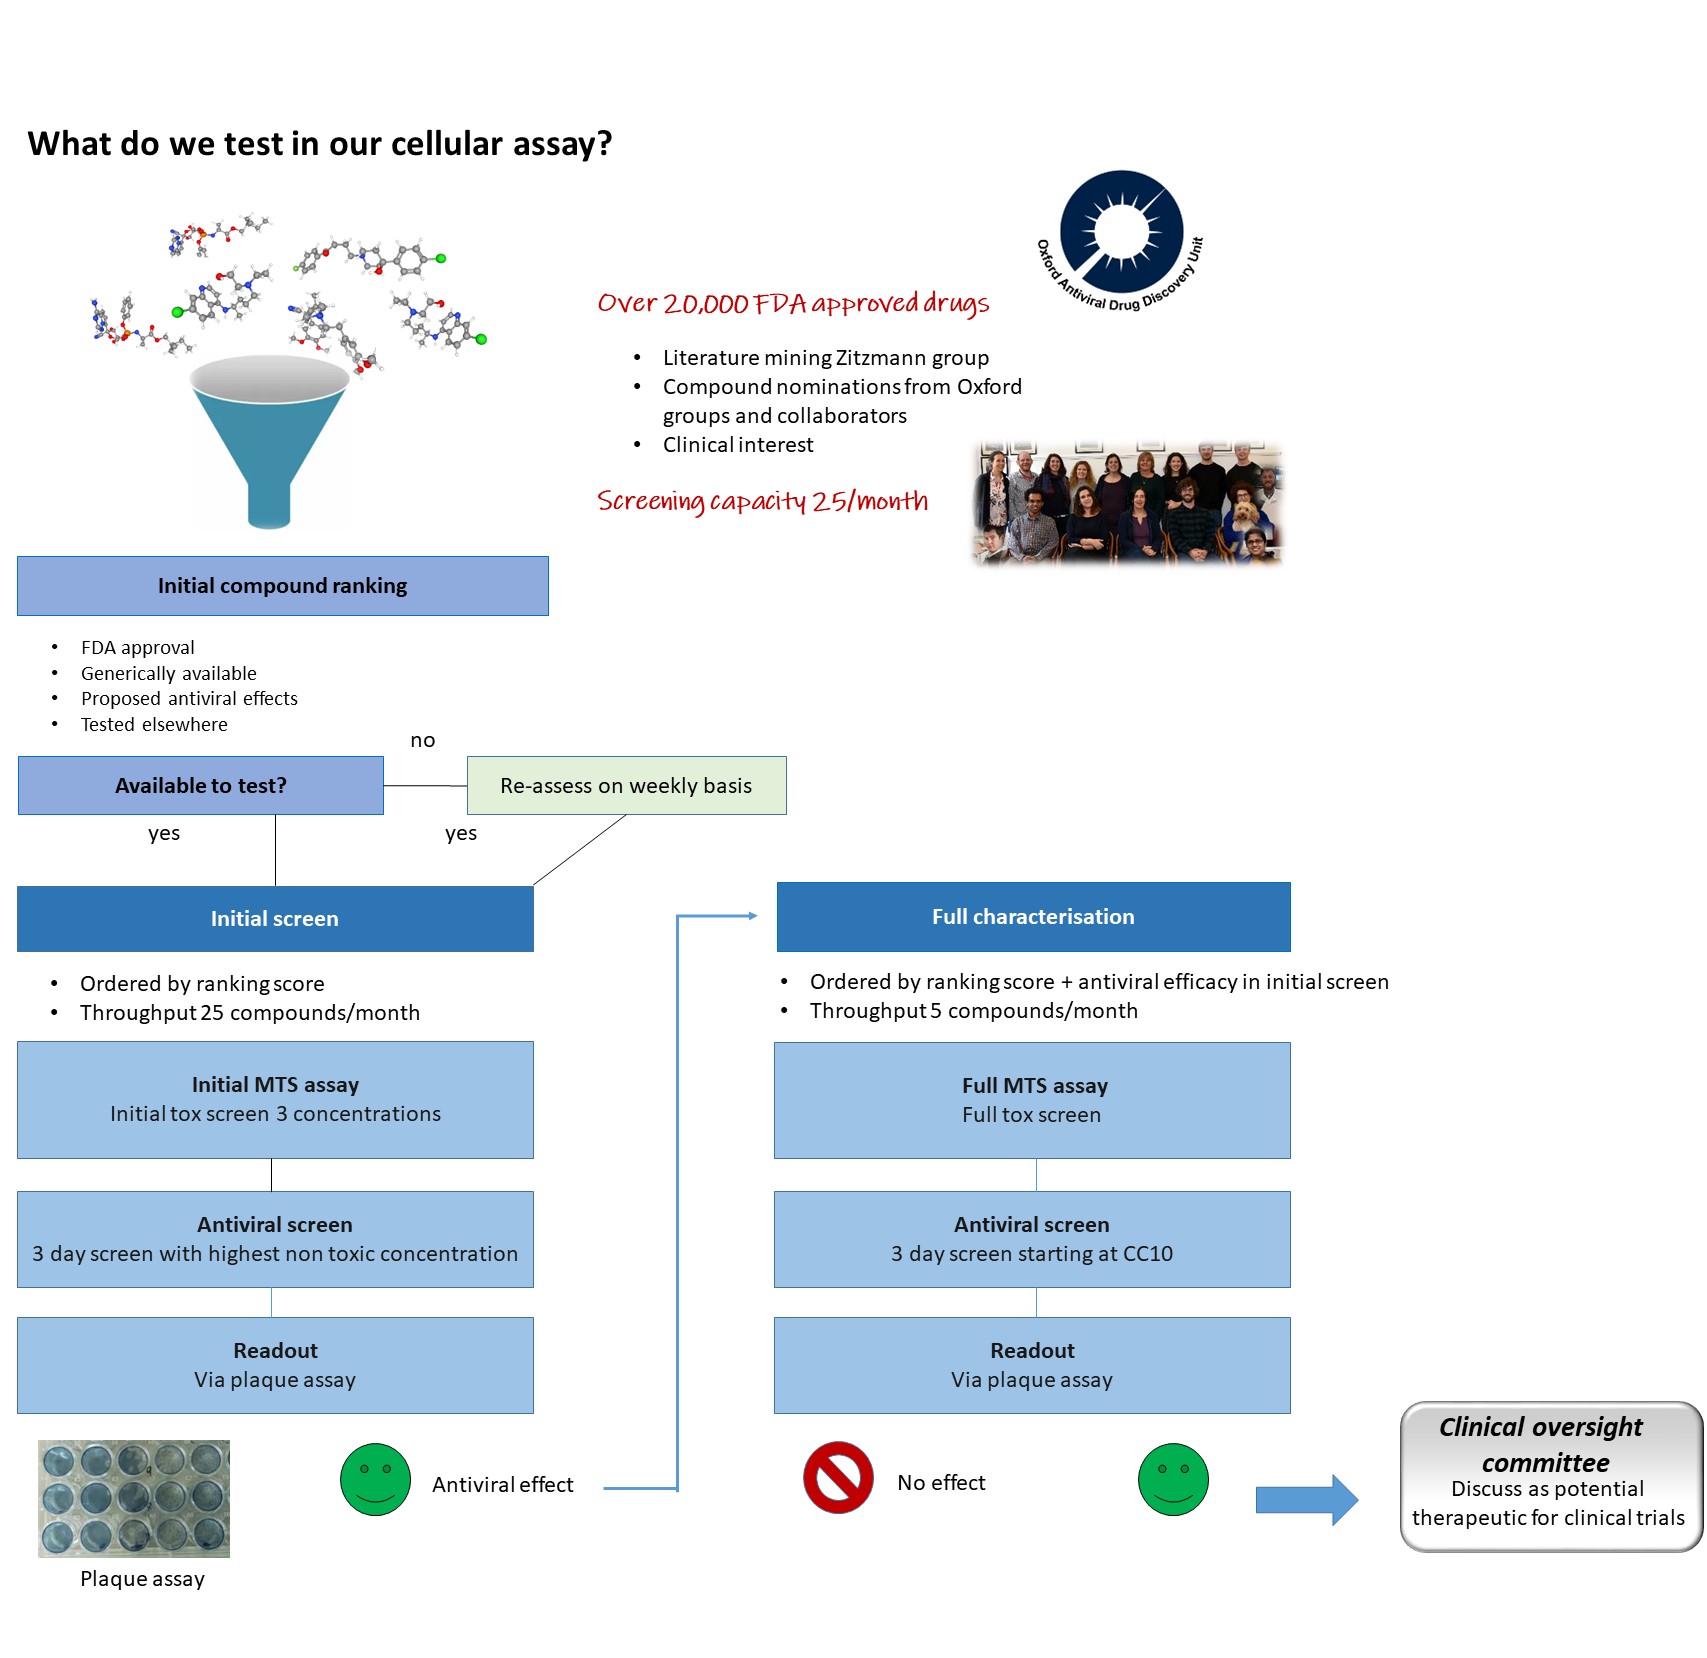 What do we test in our cellular assay?
Oxford Antiviral Drug Discovery Unit
Over 20,000 FDA approved drugs
• Literature mining Zitzmann group
• Compound nominations from Oxford
groups and collaborators
• Clinical interest
Screening capacity 25/month
Initial compound ranking
• FDA approval
• Generically available
• Proposed antiviral effects
• Tested elsewhere
no
Available to test?
Re-assess on weekly basis
yes
yes
Initial screen
• Ordered by ranking score
• Throughput 25 compounds/month
Initial MTS assay
Initial tox screen 3 concentrations
Antiviral screen
3 day screen with highest non toxic concentration
Readout
Via plaque assay
Plaque assay
Antiviral effect
Full characterisation
• Ordered by ranking score + antiviral efficacy in initial screen
• Throughput 5 compounds/month
Full MTS assay
Full tox screen
Antiviral screen
3 day screen starting at CC10
Readout
Via plaque assay
No effect
Clinical oversight
committee
Discuss as potential
therapeutic for clinical trials